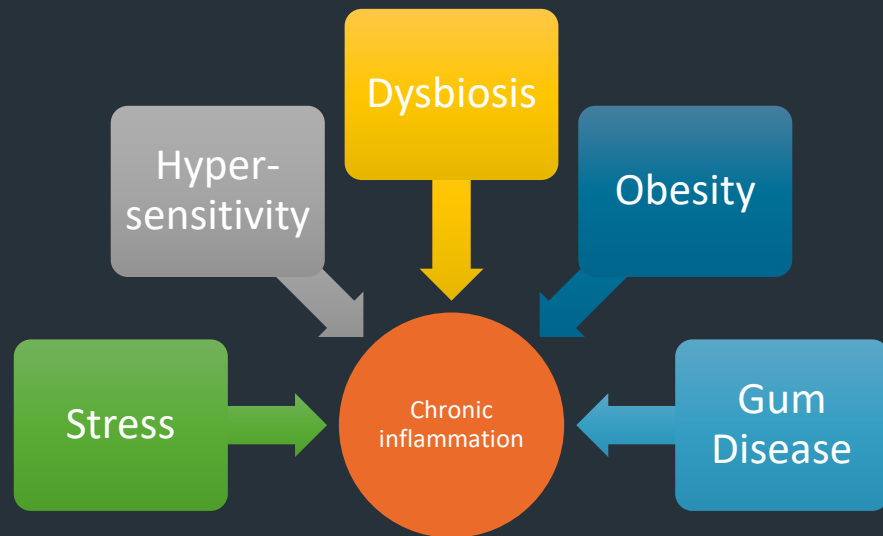 Dysbiosis
Hyper-
sensitivity
Obesity
Stress
Chronic
inflammation
Gum
Disease